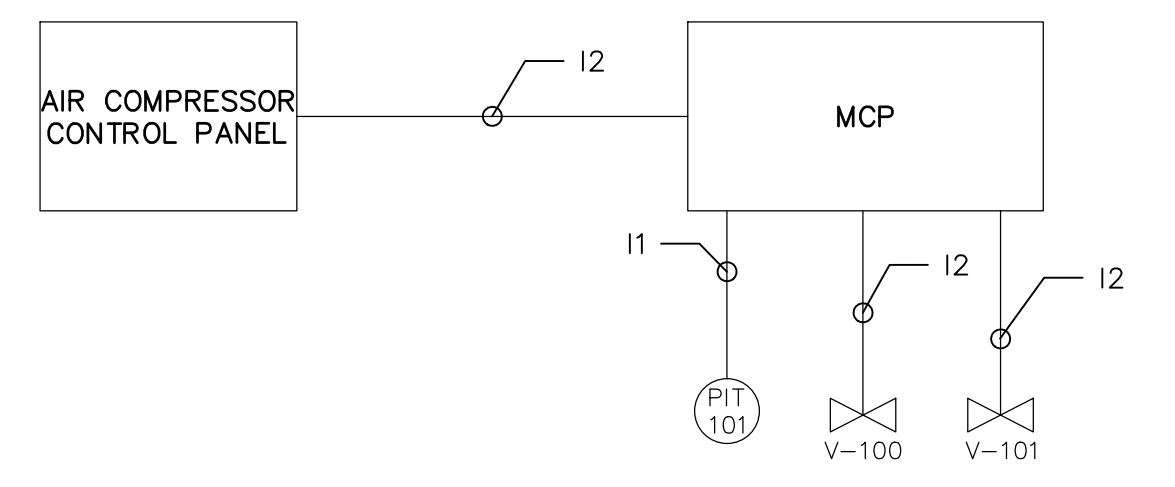 I2
AIR COMPRESSOR
CONTROL PANEL
MCP
I1
I2
I2
PIT
101
V-100
V-101